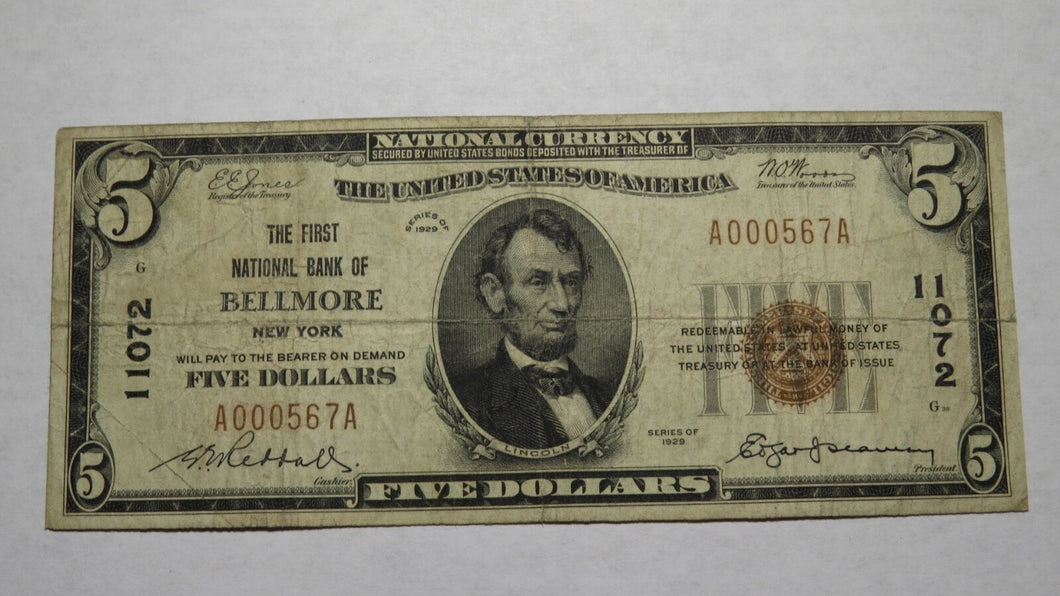 NATIONAL CURRENCY
SECURED BY UNITED STATES BONDS DEPOSITED WITH THE TREASURER OF
THE UNITED STATES OF AMERICA
5
5
E.E. Jones
Register of the Treasury
W.O. Woods
Treasurer of the United States.
SERIES OF
1929
THE FIRST
NATIONAL BANK OF
BELLMORE
NEW YORK
WILL PAY TO THE BEARER ON DEMAND
FIVE DOLLARS
A000567A
G
11072
A000567A
FIVE
REDEEMABLE IN LAWFUL MONEY OF
THE UNITED STATES AT UNITED STATES
TREASURY OR AT THE BANK OF ISSUE
11072
G
SERIES OF
1929
LINCOLN
Cashier.
Edgar
President.
5
FIVE DOLLARS
5